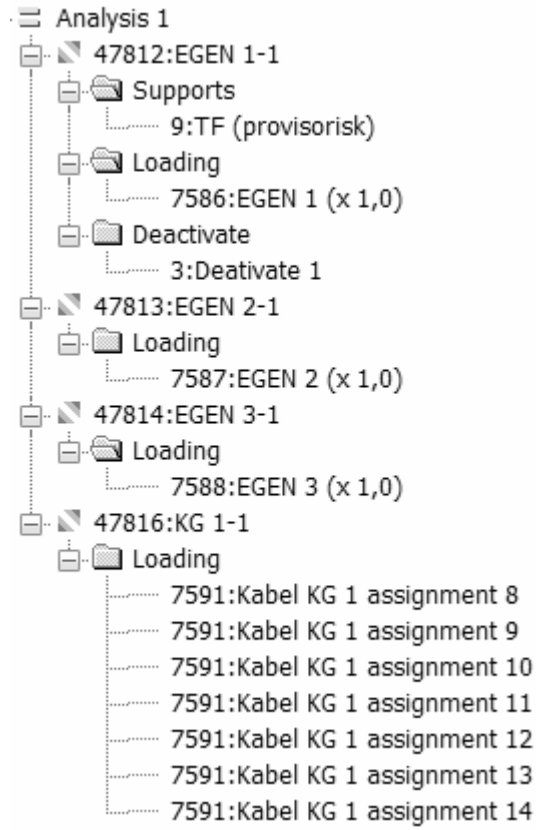 Analysis 1
47812:EGEN 1-1
Supports
9:TF (provisorisk)
Loading
7586:EGEN 1 (x 1,0)
Deactivate
3:Deativate 1
47813:EGEN 2-1
Loading
7587:EGEN 2 (x 1,0)
47814:EGEN 3-1
Loading
7588:EGEN 3 (x 1,0)
47816:KG 1-1
Loading
7591:Kabel KG 1 assignment 8
7591:Kabel KG 1 assignment 9
7591:Kabel KG 1 assignment 10
7591:Kabel KG 1 assignment 11
7591:Kabel KG 1 assignment 12
7591:Kabel KG 1 assignment 13
7591:Kabel KG 1 assignment 14